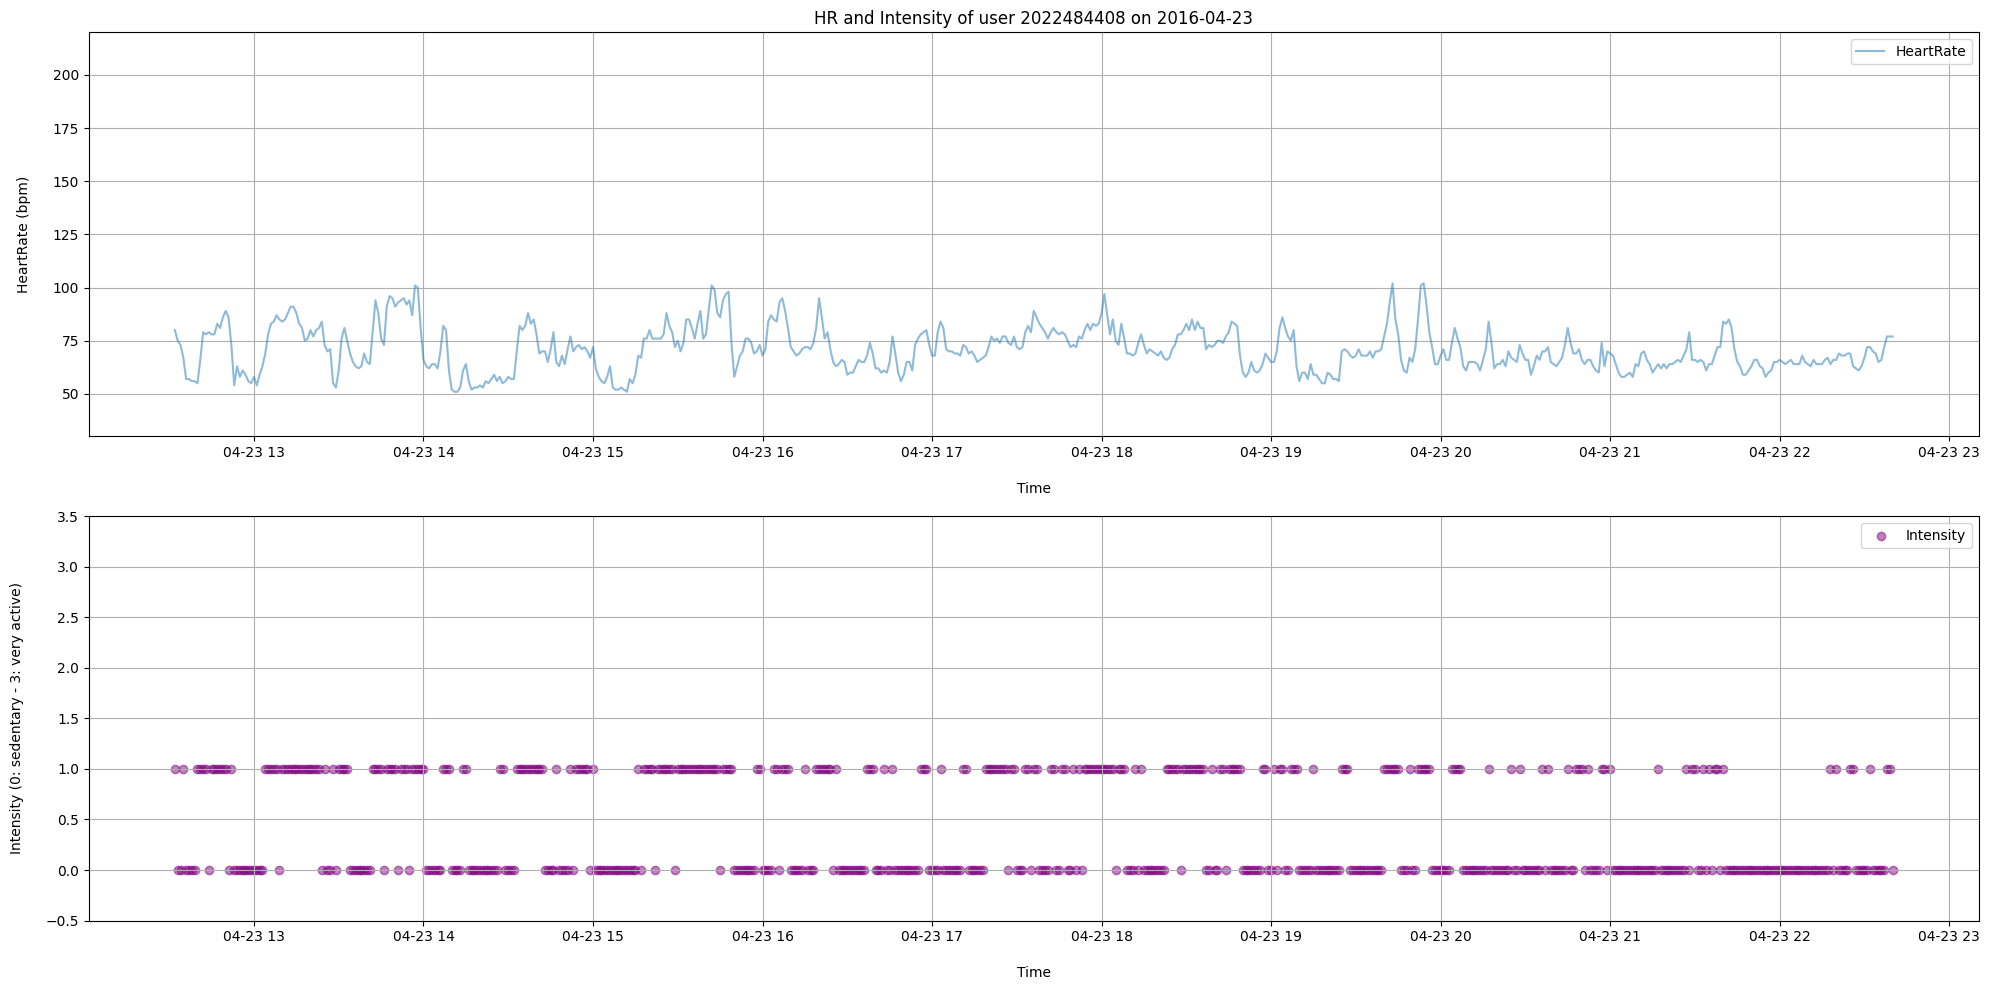 HR and Intensity of user 2022484408 on 2016-04-23
HeartRate
200
175
150
125
100
75
50
HeartRate (bpm)
04-23 13 04-23 14 04-23 15 04-23 16 04-23 17 04-23 18 04-23 19 04-23 20 04-23 21 04-23 22 04-23 23
Time
Intensity
3.5
3.0
2.5
2.0
1.5
1.0
0.5
0.0
−0.5
Intensity (0: sedentary - 3: very active)
04-23 13 04-23 14 04-23 15 04-23 16 04-23 17 04-23 18 04-23 19 04-23 20 04-23 21 04-23 22 04-23 23
Time